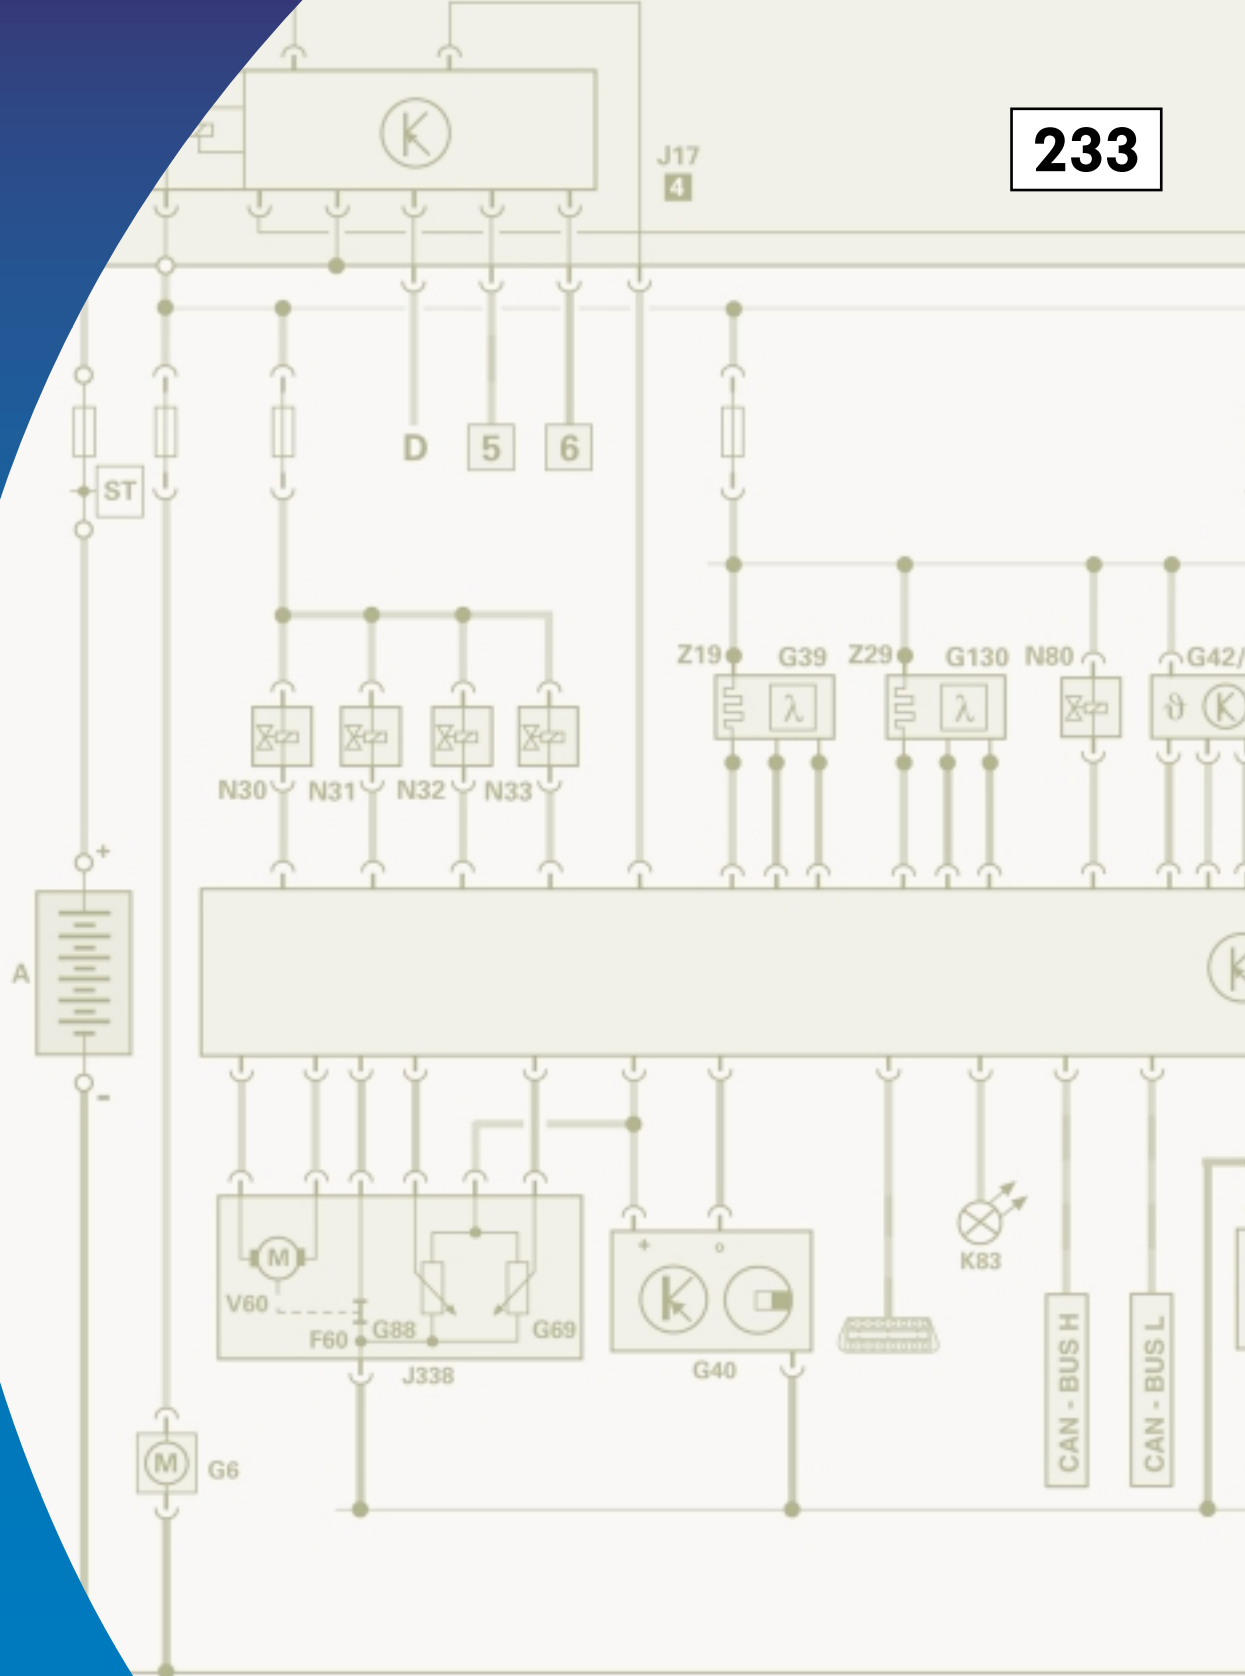 233
J17
4
D
5
6
ST
Z19
G39
Z29
G130
N80
G42/
λ
λ
ϑ
N30
N31
N32
N33
+
A
-
M
V60
F60
G88
G69
J338
+
o
G40
K83
CAN - BUS H
CAN - BUS L
M
G6